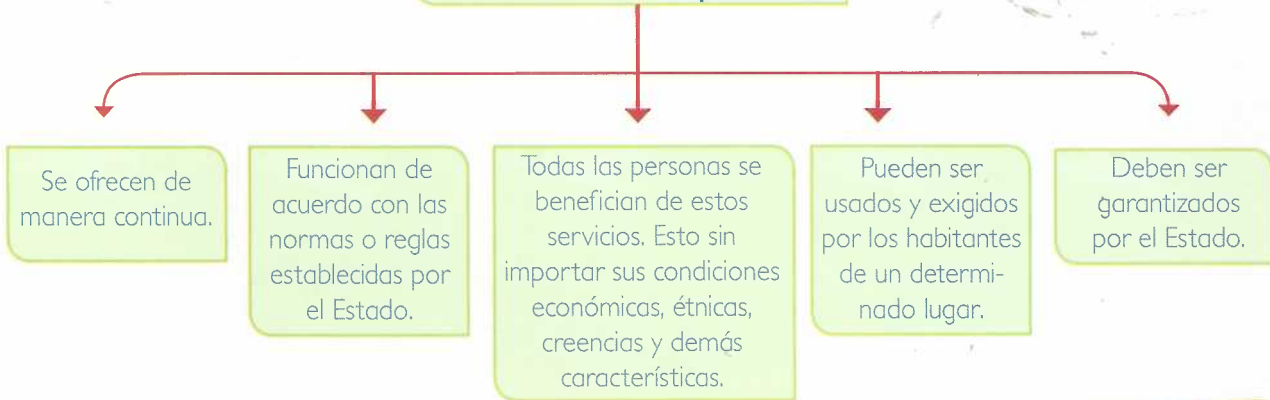 Se ofrecen de
manera continua.
Funcionan de
acuerdo con las
normas o reglas
establecidas por
el Estado.
Todas las personas se
benefician de estos
servicios. Esto sin
importar sus condiciones
económicas, étnicas,
creencias y demás
características.
Pueden ser
usados y exigidos
por los habitantes
de un determi-
nado lugar.
Deben ser
garantizados
por el Estado.